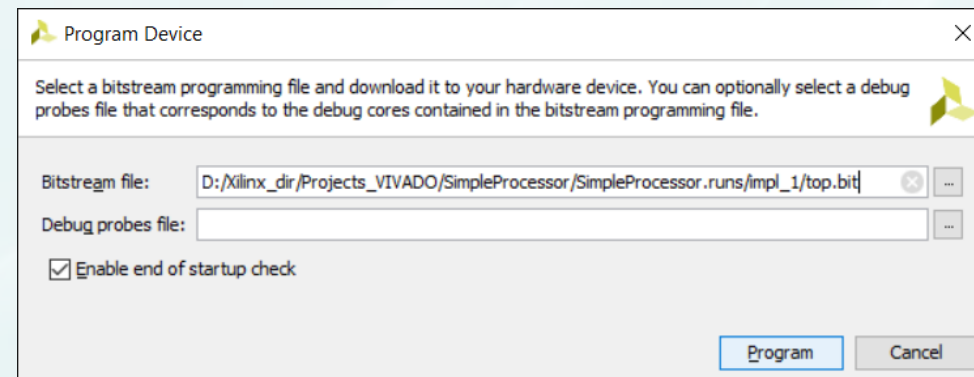 Program Device
Select a bitstream programming file and download it to your hardware device. You can optionally select a debug
probes file that corresponds to the debug cores contained in the bitstream programming file.
Bitstream file: D:/Xilinx_dir/Projects_VIVADO/SimpleProcessor/SimpleProcessor.runs/impl_1/top.bit ...
Debug probes file: ...
Enable end of startup check
Program Cancel